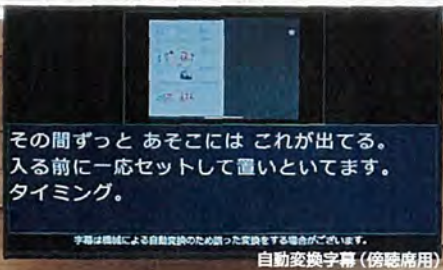 その間ずっと あそこには これが出てる。
入る前に一応セットして置いといてます。
タイミング。
字幕は機械による自動変換のため誤った変換をする場合がございます。
自動変換字幕(傍聴席用)